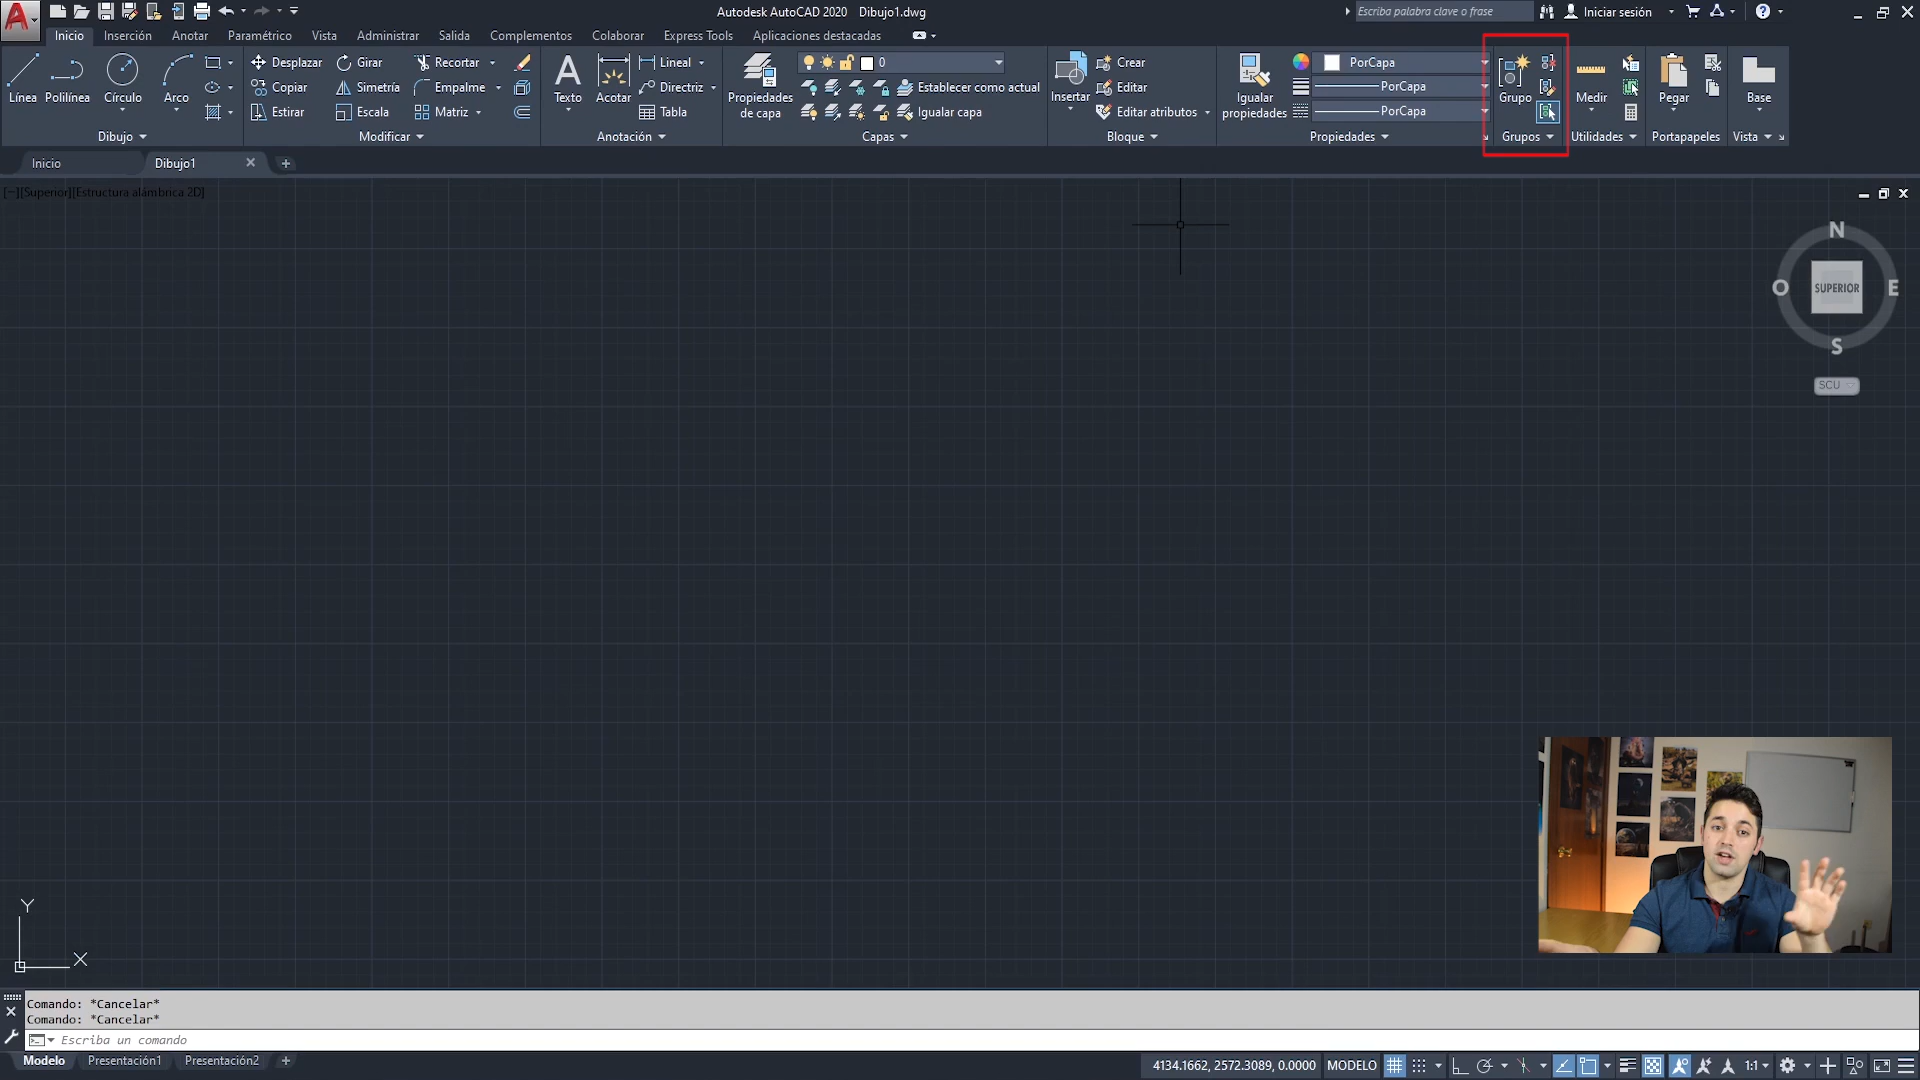 Autodesk AutoCAD 2020 Dibujo1.dwg
Escriba palabra clave o frase
Iniciar sesión
Inicio Inserción Anotar Paramétrico Vista Administrar Salida Complementos Colaborar Express Tools Aplicaciones destacadas
Línea Polilínea Círculo Arco
Dibujo
Desplazar Girar Recortar
Copiar Simetría Empalme
Estirar Escala Matriz
Modificar
Texto Acotar
Lineal
Directriz
Tabla
Anotación
Propiedades
de capa
0
Establecer como actual
Igualar capa
Capas
Insertar
Crear
Editar
Editar atributos
Bloque
Igualar
propiedades
PorCapa
PorCapa
PorCapa
Propiedades
Grupo
Grupos
Medir
Utilidades
Pegar
Portapapeles
Base
Vista
Inicio Dibujo1
[−][Superior][Estructura alámbrica 2D]
N
O SUPERIOR E
S
SCU
Y
X
Comando: *Cancelar*
Comando: *Cancelar*
Escriba un comando
Modelo Presentación1 Presentación2
4134.1662, 2572.3089, 0.0000 MODELO 1:1